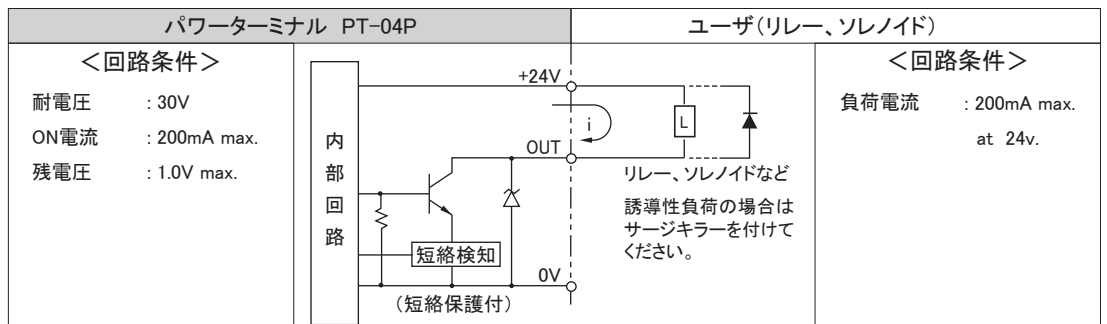 パワーターミナル PT-04P
ユーザ(リレー、ソレノイド)
＜回路条件＞
耐電圧 : 30V
ON電流 : 200mA max.
残電圧 : 1.0V max.
内部回路
+24V
i
L
OUT
短絡検知
0V
(短絡保護付)
リレー、ソレノイドなど
誘導性負荷の場合は
サージキラーを付けて
ください。
＜回路条件＞
負荷電流 : 200mA max.
at 24v.